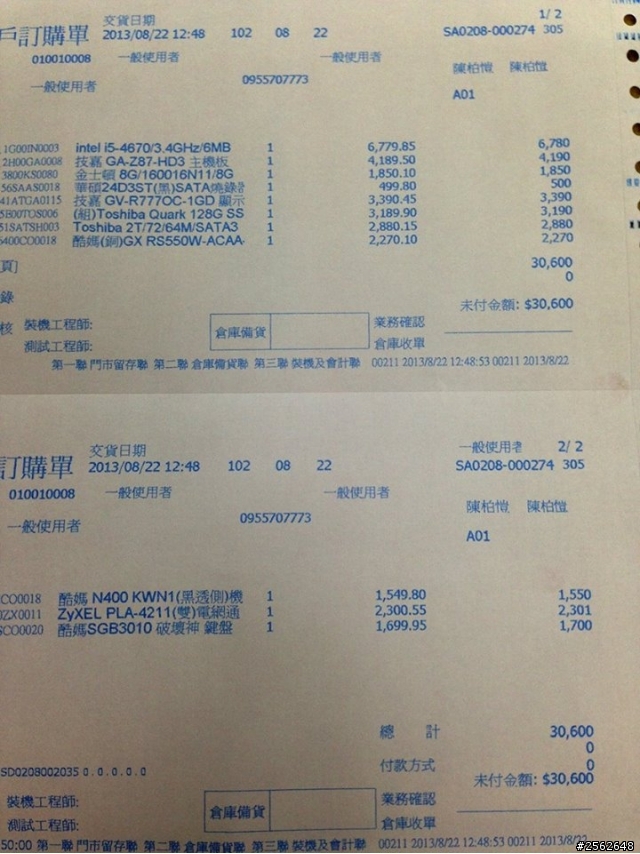 交貨日期 1/ 2
戶訂購單 2013/08/22 12:48 102 08 22 SA0208-000274 305
010010008 一般使用者 一般使用者 陳柏愷 陳柏愷
一般使用者 0955707773
A01
1G00IN0003 intel i5-4670/3.4GHz/6MB 1 6,779.85 6,780
2H00GA0008 技嘉 GA-Z87-HD3 主機板 1 4,189.50 4,190
3800KS0080 金士頓 8G/160016N11/8G 1 1,850.10 1,850
56SAAS0018 華碩24D3ST(黑)SATA燒錄 1 499.80 500
41ATGA0115 技嘉 GV-R777OC-1GD 顯示 1 3,390.45 3,390
5B00TOS006 (組)Toshiba Quark 128G SS 1 3,189.90 3,190
51SATSH003 Toshiba 2T/72/64M/SATA3 1 2,880.15 2,880
6400CO0018 酷媽(銅)GX RS550W-ACAA- 1 2,270.10 2,270
頁] 30,600
0
錄 未付金額: $30,600
核 裝機工程師: 倉庫備貨 業務確認
測試工程師: 倉庫收單
第一聯 門市留存聯 第二聯 倉庫備貨聯 第三聯 裝機及會計聯 00211 2013/8/22 12:48:53 00211 2013/8/22
交貨日期 一般使用者 2/ 2
訂購單 2013/08/22 12:48 102 08 22 SA0208-000274 305
010010008 一般使用者 一般使用者 陳柏愷 陳柏愷
一般使用者 0955707773
A01
CO0018 酷媽 N400 KWN1(黑透側)機 1 1,549.80 1,550
0ZX0011 ZyXEL PLA-4211(雙)電網通 1 2,300.55 2,301
SCO0020 酷媽SGB3010 破壞神 鍵盤 1 1,699.95 1,700
總 計 30,600
0
SD0208002035 0.0.0.0.0 付款方式 0
未付金額: $30,600
裝機工程師: 倉庫備貨 業務確認
測試工程師: 倉庫收單
50:00 第一聯 門市留存聯 第二聯 倉庫備貨聯 第三聯 裝機及會計聯 00211 2013/8/22 12:48:53 00211 2013/8/22
#2562648